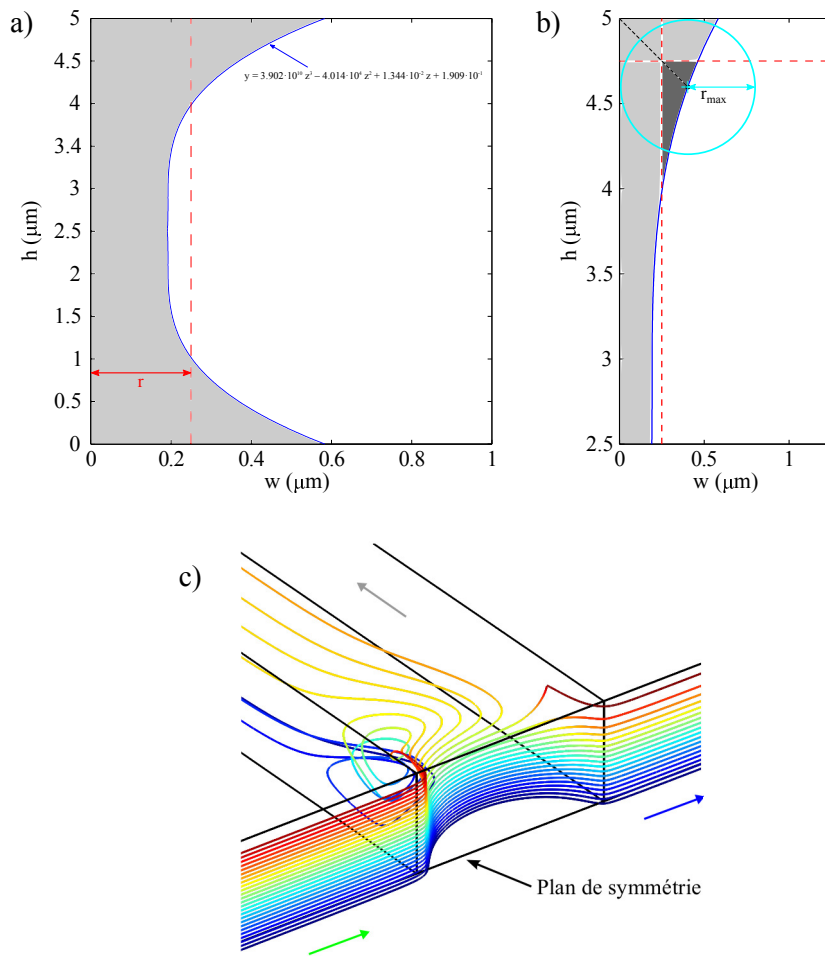 a)
5
4.5
4
3.4
3
2.5
2
1.5
1
0.5
0
h (μm)
y = 3.902·10¹⁰ z³ – 4.014·10⁴ z² + 1.344·10⁻² z + 1.909·10⁻¹
r
0
0.2
0.4
0.6
0.8
1
w (μm)
b)
5
4.5
4
3.5
3
2.5
h (μm)
r_max
0
0.5
1
w (μm)
c)
Plan de symmétrie